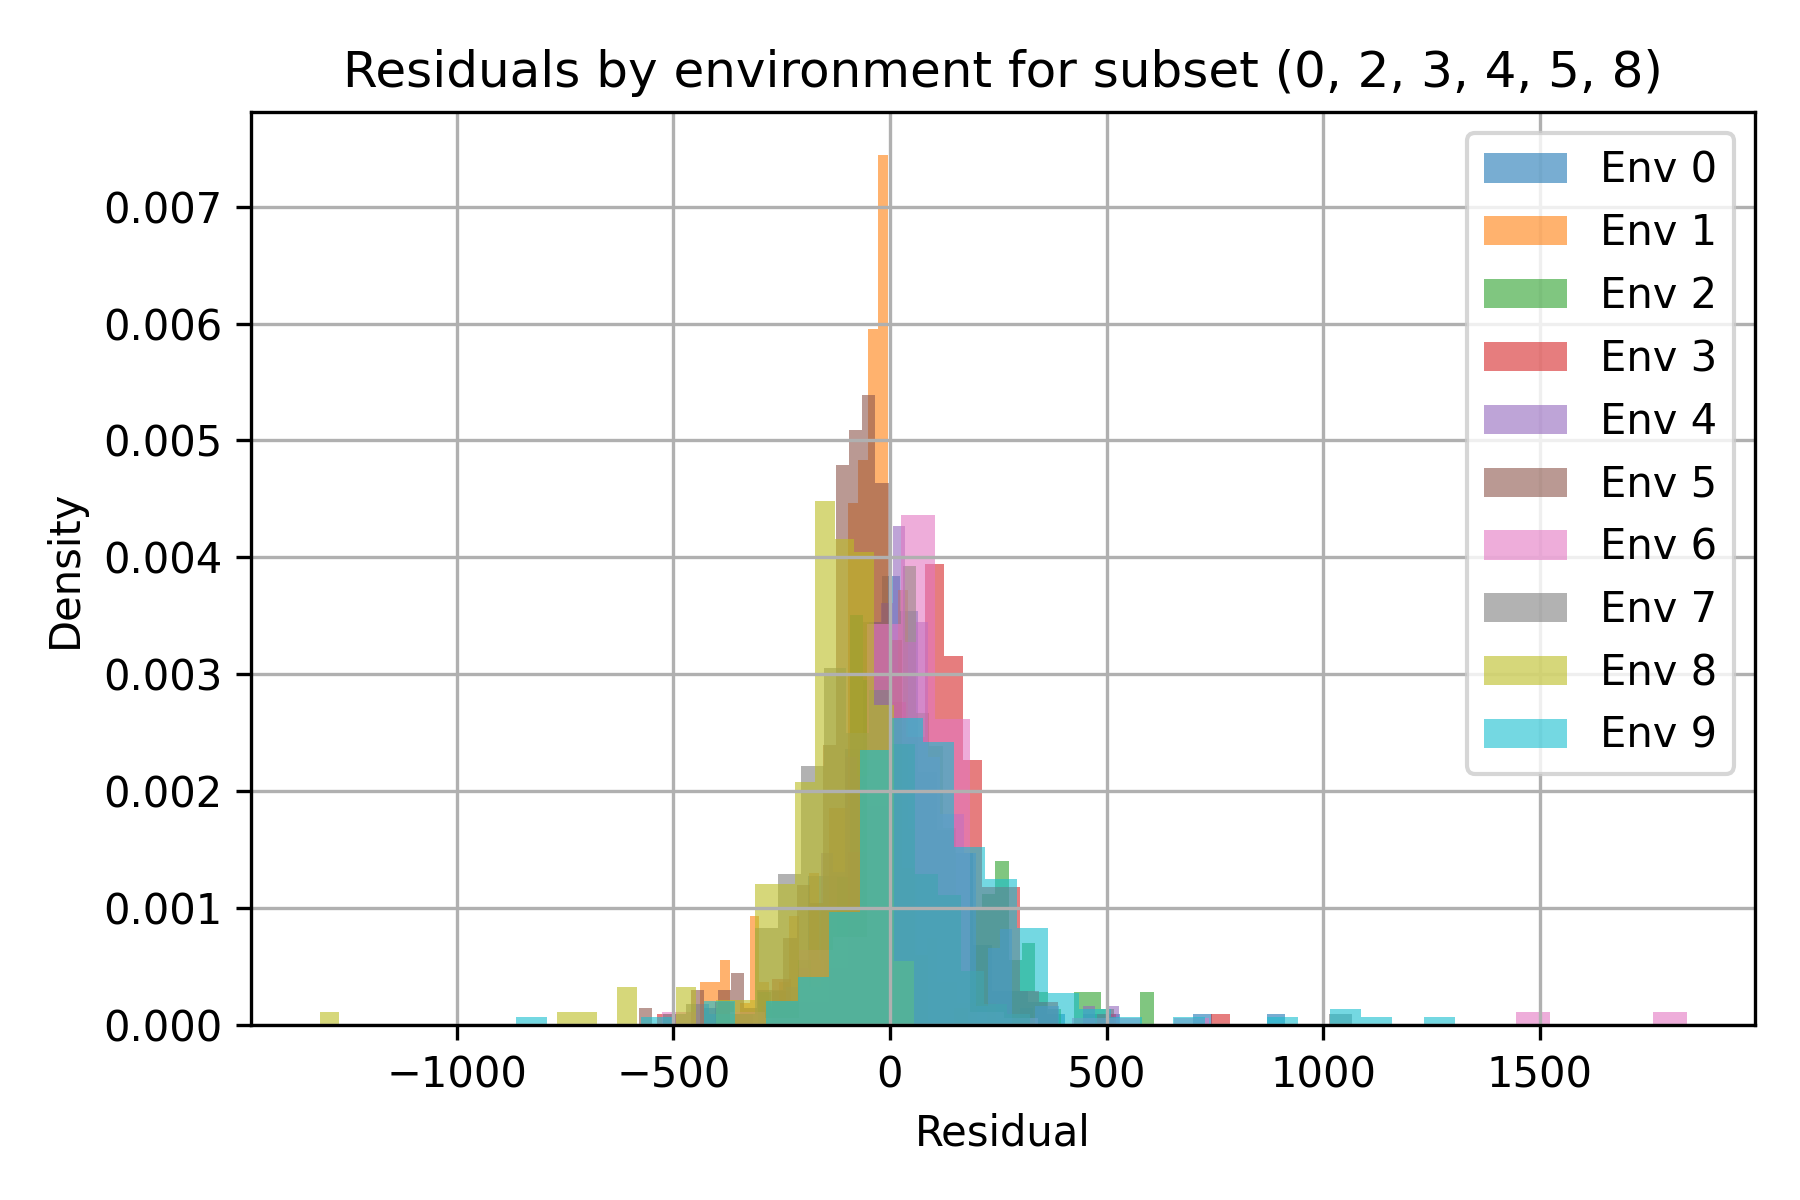 Residuals by environment for subset (0, 2, 3, 4, 5, 8)
Env 0
Env 1
Env 2
Env 3
Env 4
Env 5
Env 6
Env 7
Env 8
Env 9
0.007
0.006
0.005
0.004
0.003
0.002
0.001
0.000
Density
−1000 −500 0 500 1000 1500
Residual